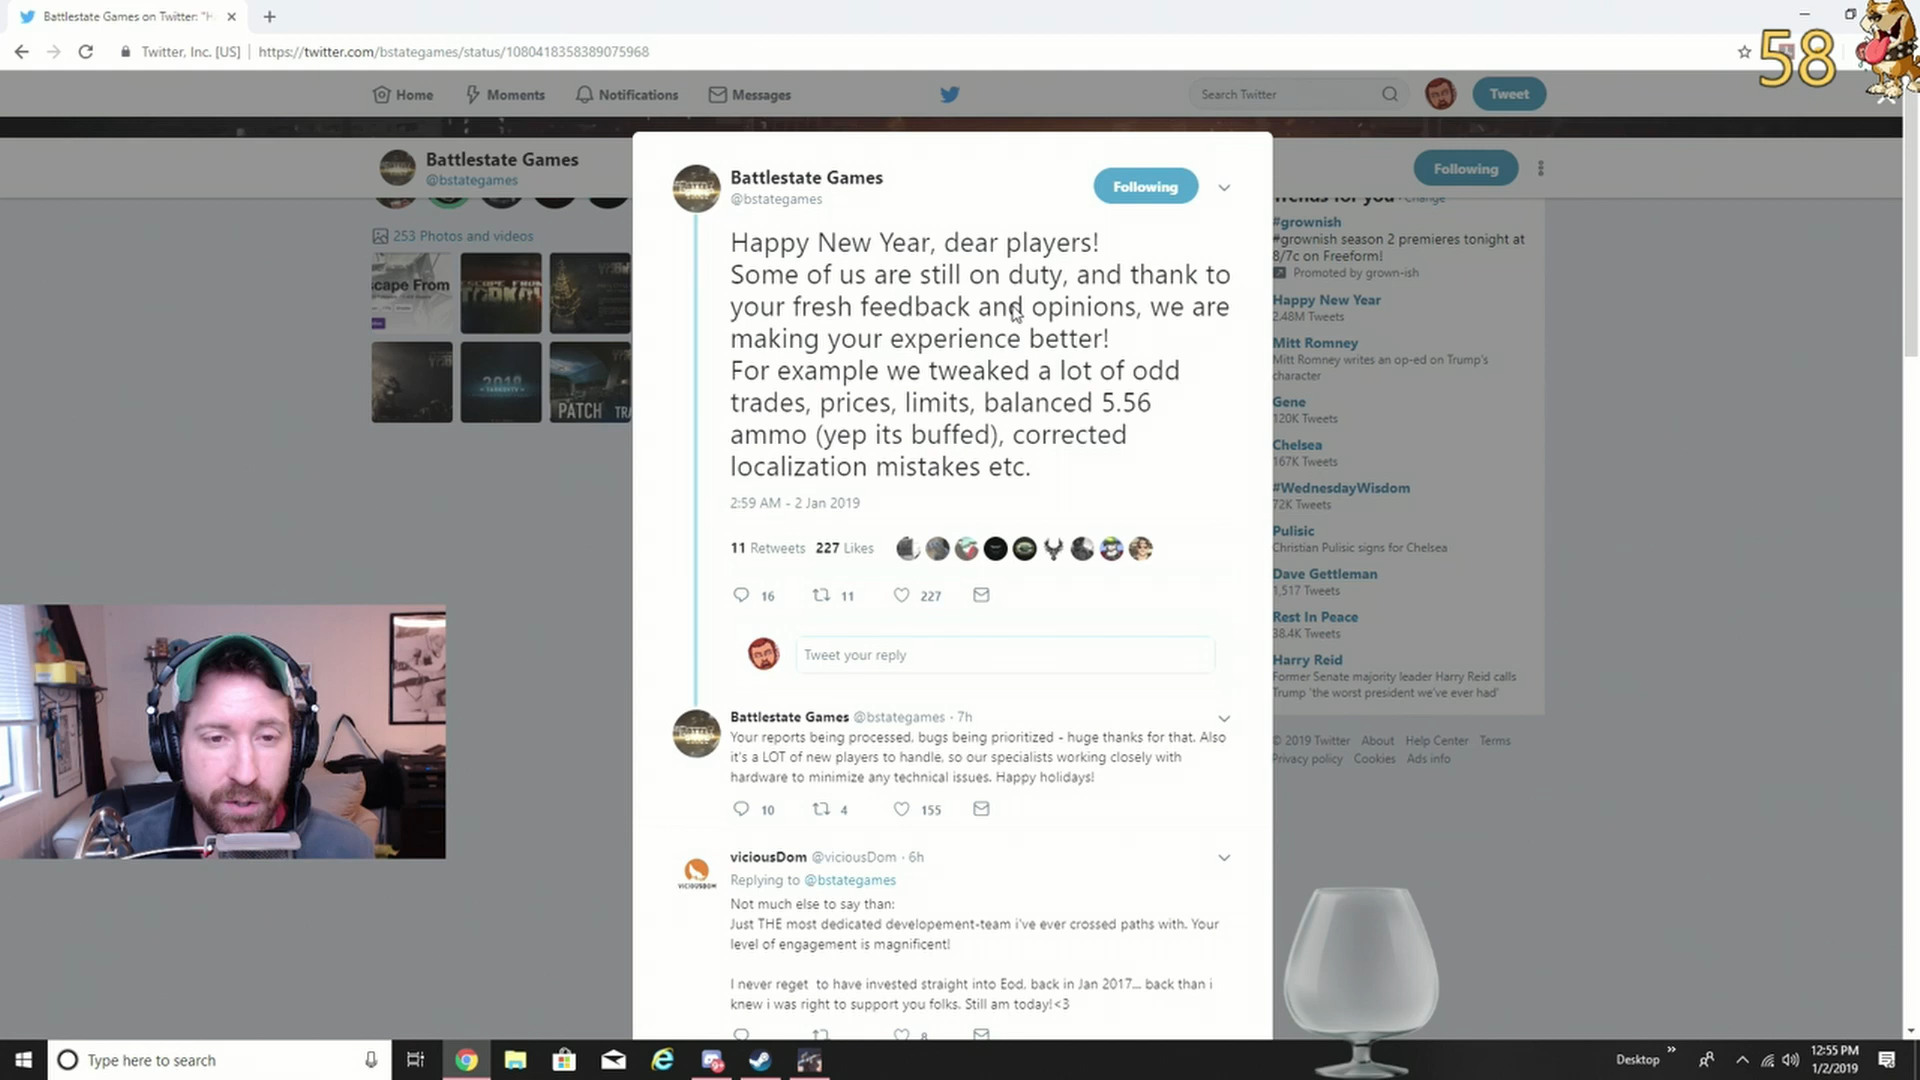 Battlestate Games on Twitter: "H
58
Twitter, Inc. [US]
https://twitter.com/bstategames/status/1080418358389075968
Home
Moments
Notifications
Messages
Search Twitter
Tweet
Battlestate Games
@bstategames
Following
253 Photos and videos
scape From
2018
PATCH
TRA
Battlestate Games
@bstategames
Following
Happy New Year, dear players!
Some of us are still on duty, and thank to
your fresh feedback and opinions, we are
making your experience better!
For example we tweaked a lot of odd
trades, prices, limits, balanced 5.56
ammo (yep its buffed), corrected
localization mistakes etc.
2:59 AM - 2 Jan 2019
11 Retweets 227 Likes
16 11 227
Tweet your reply
Battlestate Games @bstategames · 7h
Your reports being processed, bugs being prioritized - huge thanks for that. Also
it's a LOT of new players to handle, so our specialists working closely with
hardware to minimize any technical issues. Happy holidays!
10 4 155
VICIOUSDOM
viciousDom @viciousDom · 6h
Replying to @bstategames
Not much else to say than:
Just THE most dedicated developement-team i've ever crossed paths with. Your
level of engagement is magnificent!
I never reget to have invested straight into Eod, back in Jan 2017... back than i
knew i was right to support you folks. Still am today!<3
8
Trends for you · Change
#grownish
#grownish season 2 premieres tonight at
8/7c on Freeform!
Promoted by grown-ish
Happy New Year
2.48M Tweets
Mitt Romney
Mitt Romney writes an op-ed on Trump's
character
Gene
120K Tweets
Chelsea
167K Tweets
#WednesdayWisdom
72K Tweets
Pulisic
Christian Pulisic signs for Chelsea
Dave Gettleman
1,517 Tweets
Rest In Peace
38.4K Tweets
Harry Reid
Former Senate majority leader Harry Reid calls
Trump 'the worst president we've ever had'
© 2019 Twitter About Help Center Terms
Privacy policy Cookies Ads info
Type here to search
Desktop
12:55 PM
1/2/2019